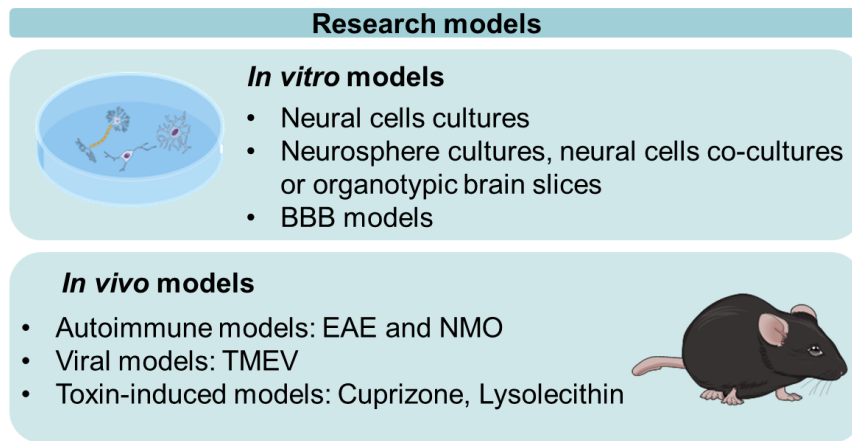 Research models
In vitro models
• Neural cells cultures
• Neurosphere cultures, neural cells co-cultures
or organotypic brain slices
• BBB models
In vivo models
• Autoimmune models: EAE and NMO
• Viral models: TMEV
• Toxin-induced models: Cuprizone, Lysolecithin